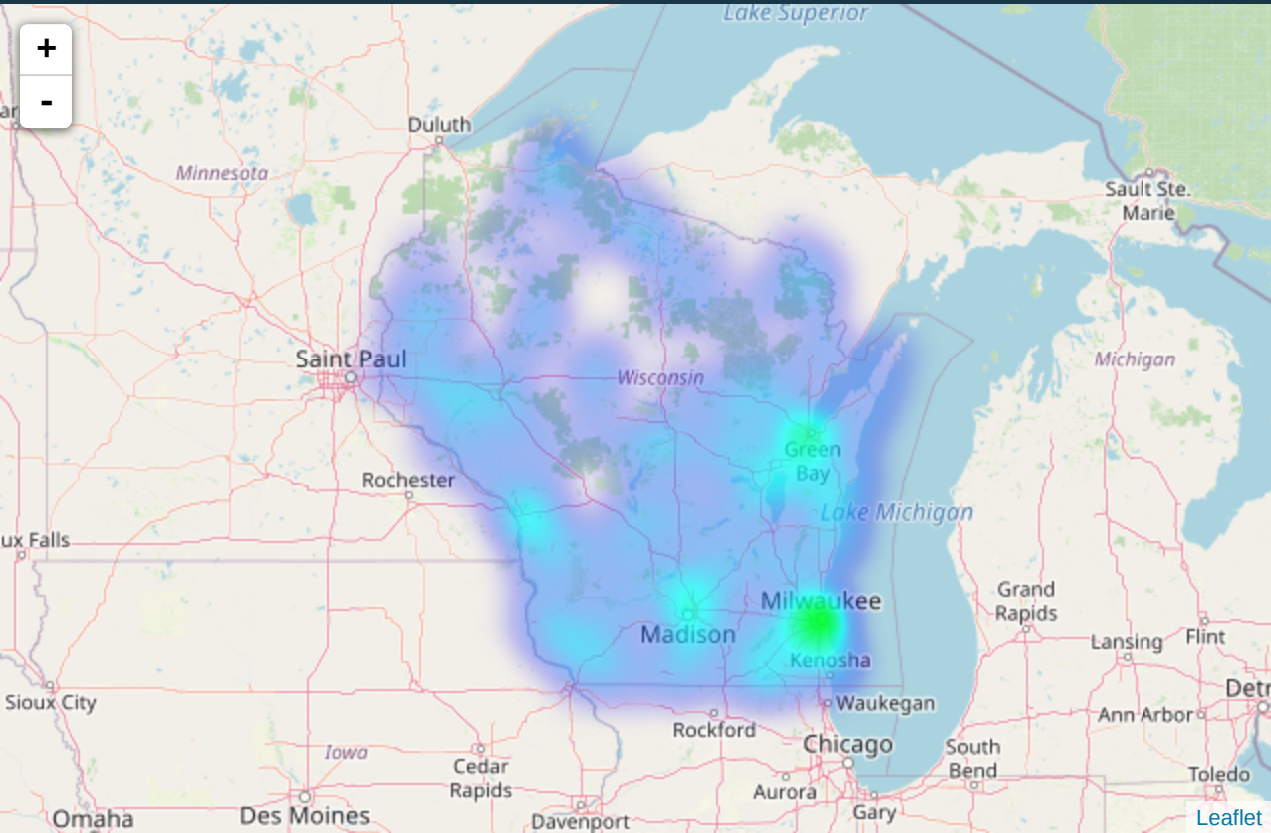 Lake Superior
+
-
Duluth
Minnesota
Sault Ste.
Marie
Saint Paul
Wisconsin
Michigan
Green
Bay
Rochester
Lake Michigan
ux Falls
Milwaukee
Grand
Rapids
Madison
Lansing
Flint
Kenosha
Sioux City
Waukegan
Detr
Ann Arbor
Rockford
Chicago
Iowa
Cedar
Rapids
South
Bend
Toledo
Aurora
Omaha
Des Moines
Davenport
Gary
Leaflet